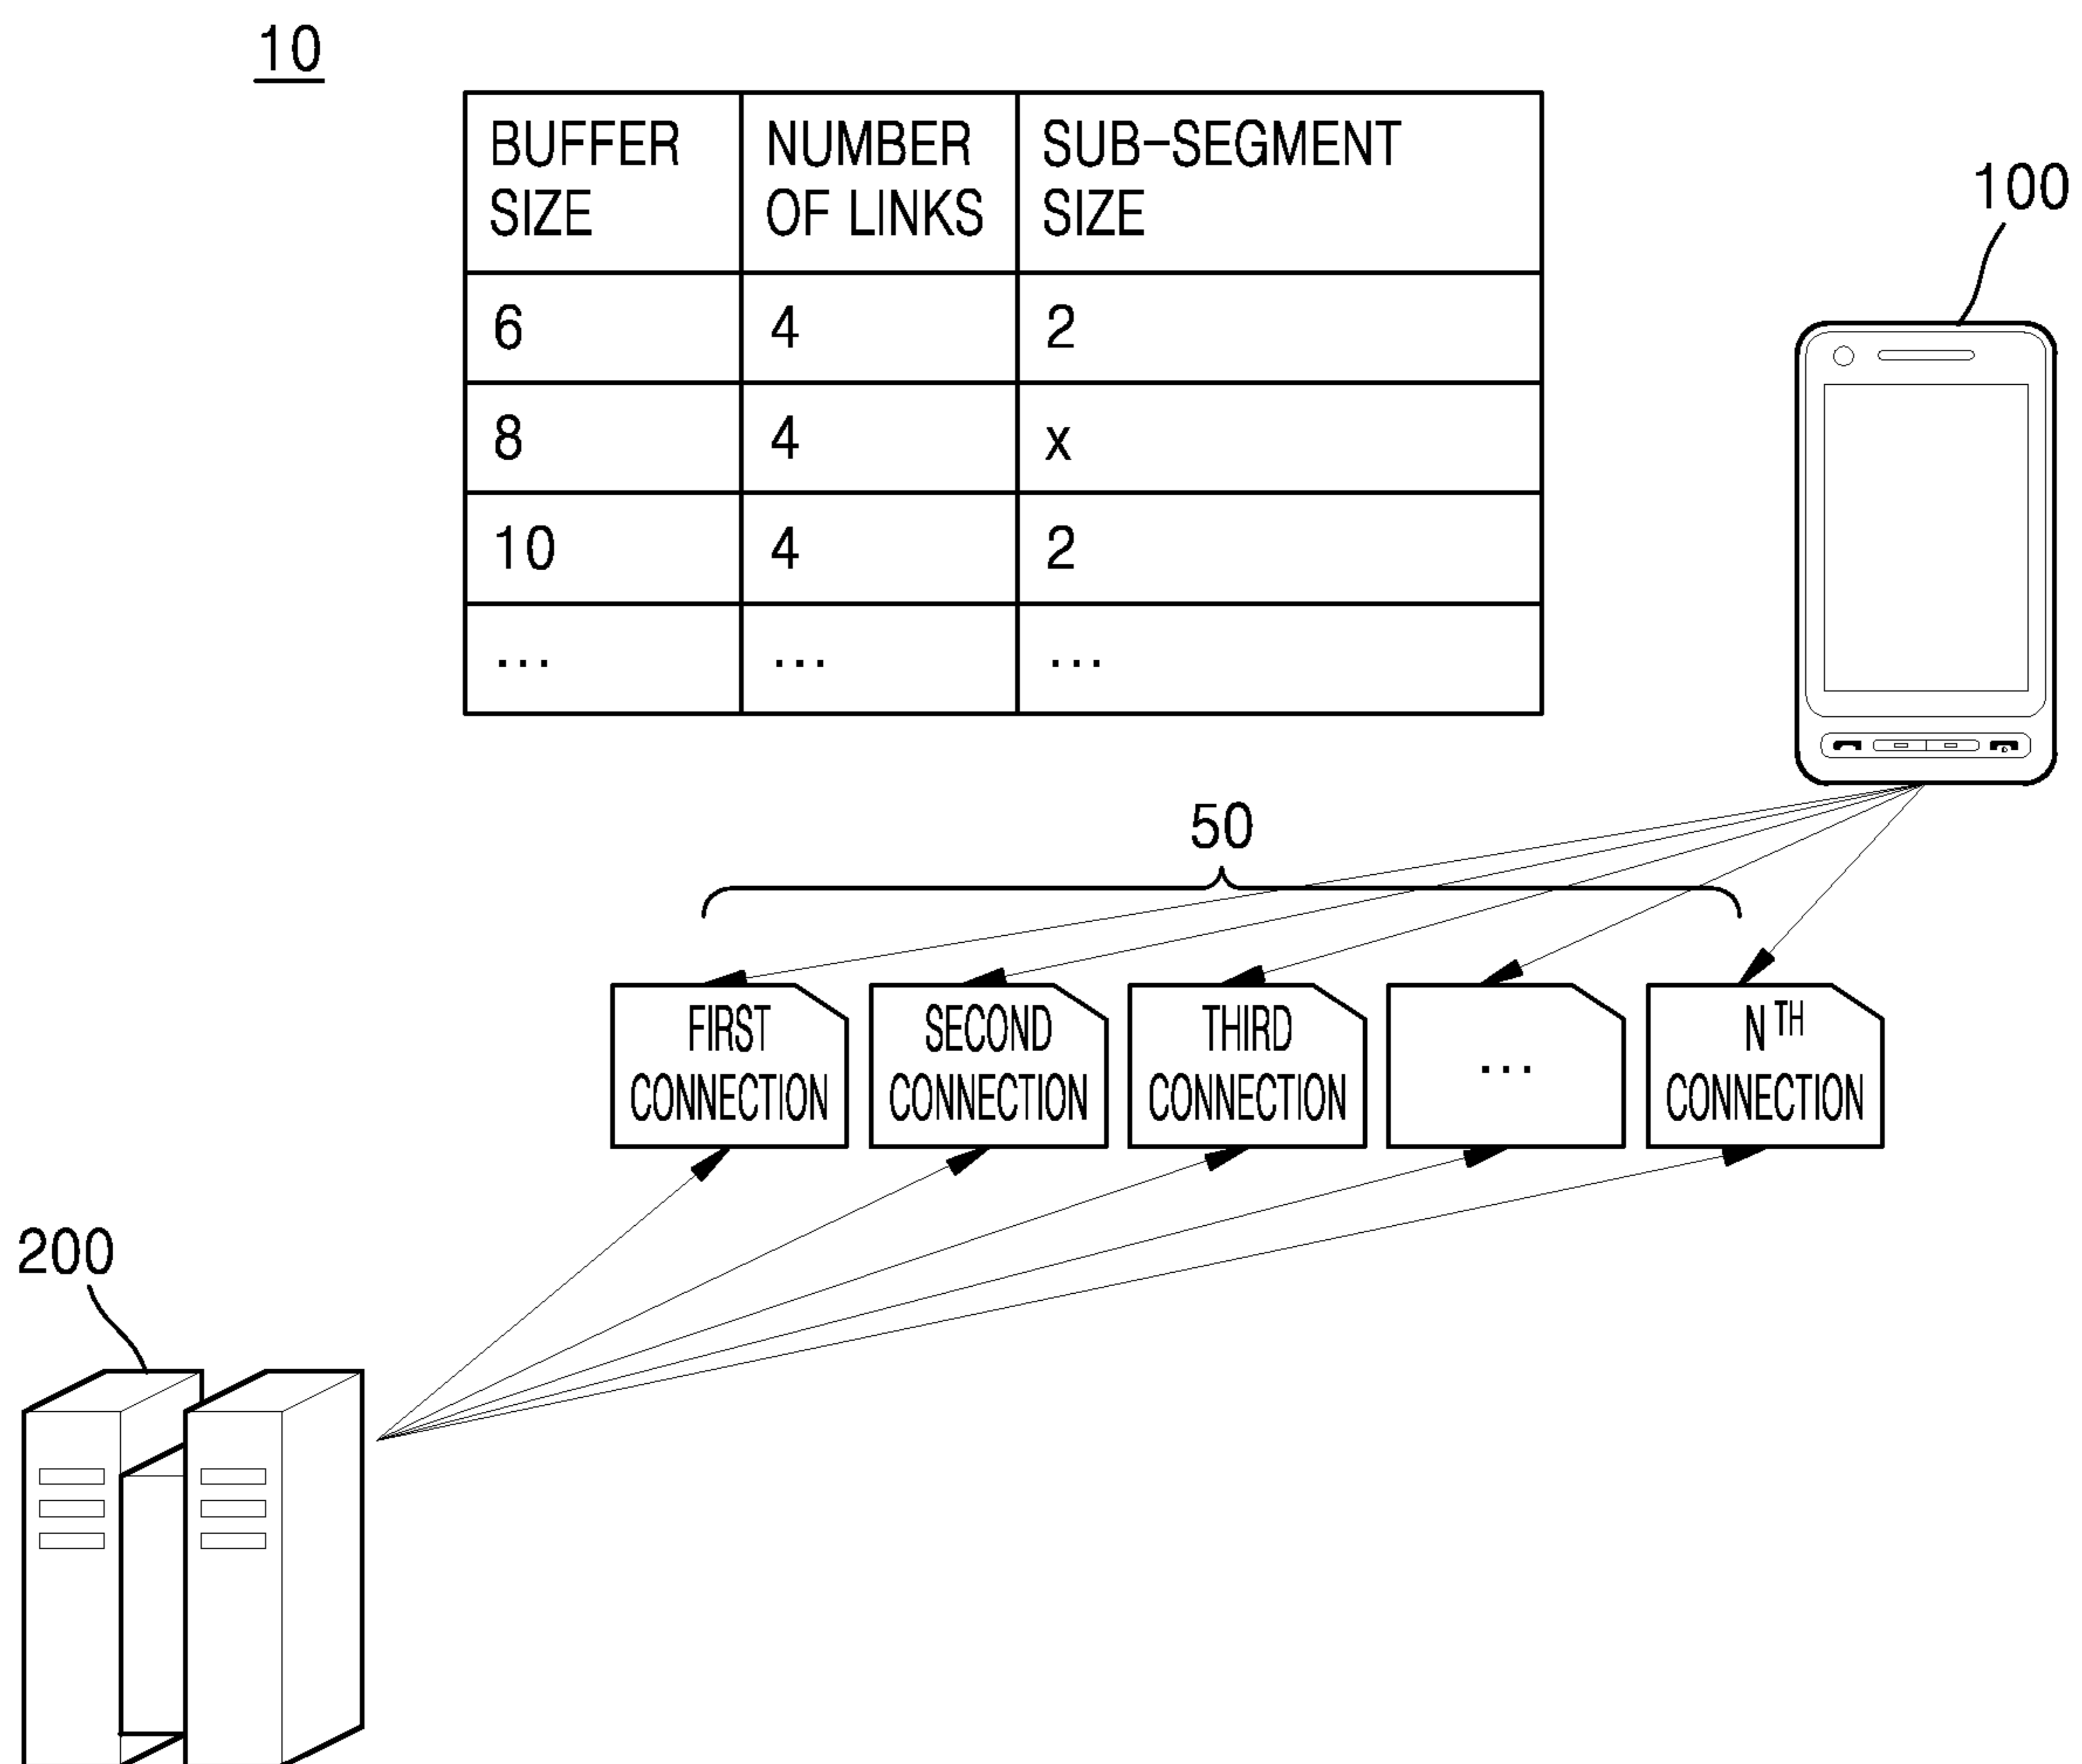 10
BUFFER SIZE NUMBER OF LINKS SUB-SEGMENT SIZE
6 4 2
8 4 x
10 4 2
... ... ...
100
50
FIRST CONNECTION SECOND CONNECTION THIRD CONNECTION ... NTH CONNECTION
200